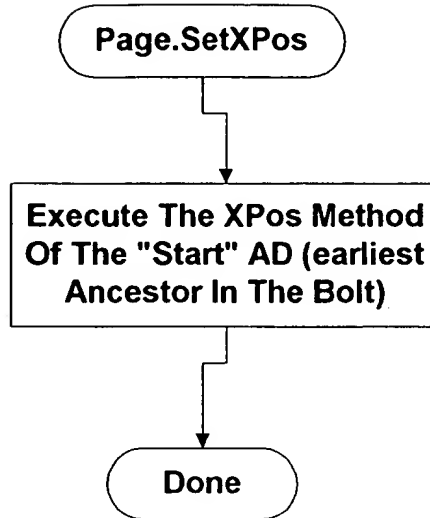 Page.SetXPos
Execute The XPos Method
Of The "Start" AD (earliest
Ancestor In The Bolt)
Done